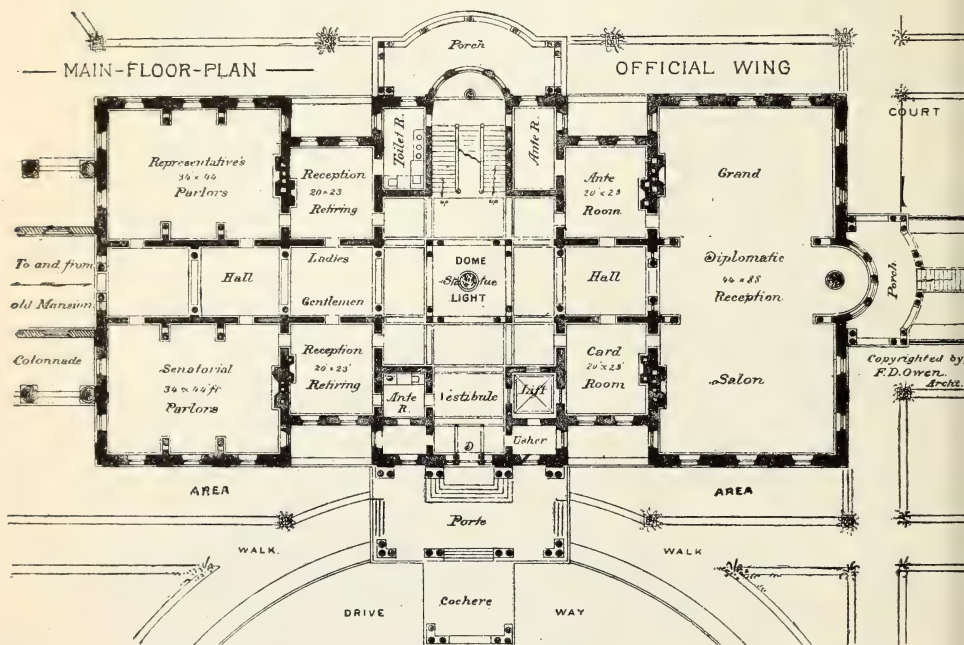 Porch
MAIN-FLOOR-PLAN
OFFICIAL WING
COURT
Toilet R.
Ante R.
Representative's
34 x 44
Parlors
Reception
20 x 23
Retiring
Ante
20 x 23
Room
Grand
up
up
To and from
old Mansion
Hall
Ladies
Gentlemen
DOME
Statue
LIGHT
Hall
Diplomatic
44 x 88
Reception
Porch
Colonnade
Senatorial
34 x 44 ft
Parlors
Reception
20 x 23
Retiring
Ante
R.
Vestibule
Lift
Card
20 x 23
Room
Salon
Copyrighted by
F.D.Owen.
Archt.
D
Usher
AREA
AREA
Porte
WALK.
WALK
Cochere
DRIVE
WAY